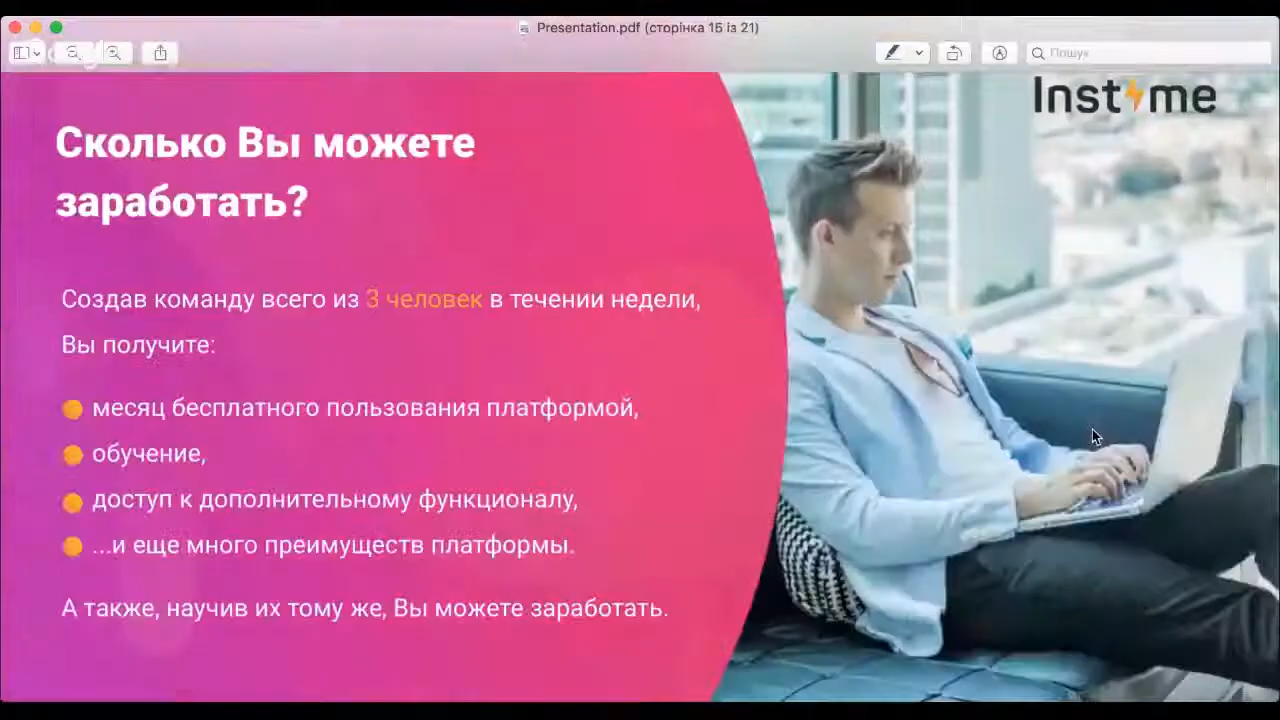 Presentation.pdf (сторінка 15 із 21)
Пошук
Inst⚡me
Сколько Вы можете
заработать?
Создав команду всего из 3 человек в течении недели,
Вы получите:
месяц бесплатного пользования платформой,
обучение,
доступ к дополнительному функционалу,
...и еще много преимуществ платформы.
А также, научив их тому же, Вы можете заработать.